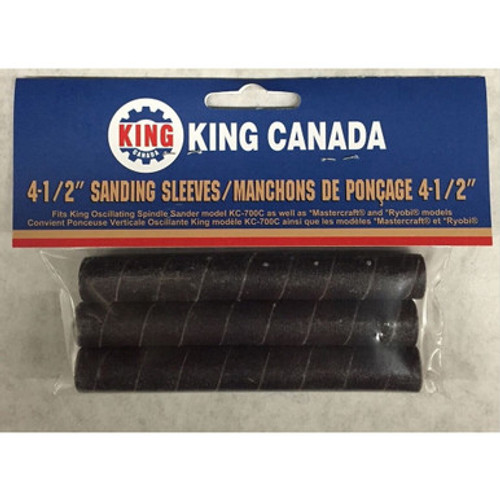 KING
CANADA
KING CANADA
4-1/2" SANDING SLEEVES/MANCHONS DE PONÇAGE 4-1/2"
Fits King Oscillating Spindle Sander model KC-700C as well as *Mastercraft® and *Ryobi® models
Convient Ponceuse Verticale Oscillante King modèle KC-700C ainsi que les modèles *Mastercraft® et *Ryobi®